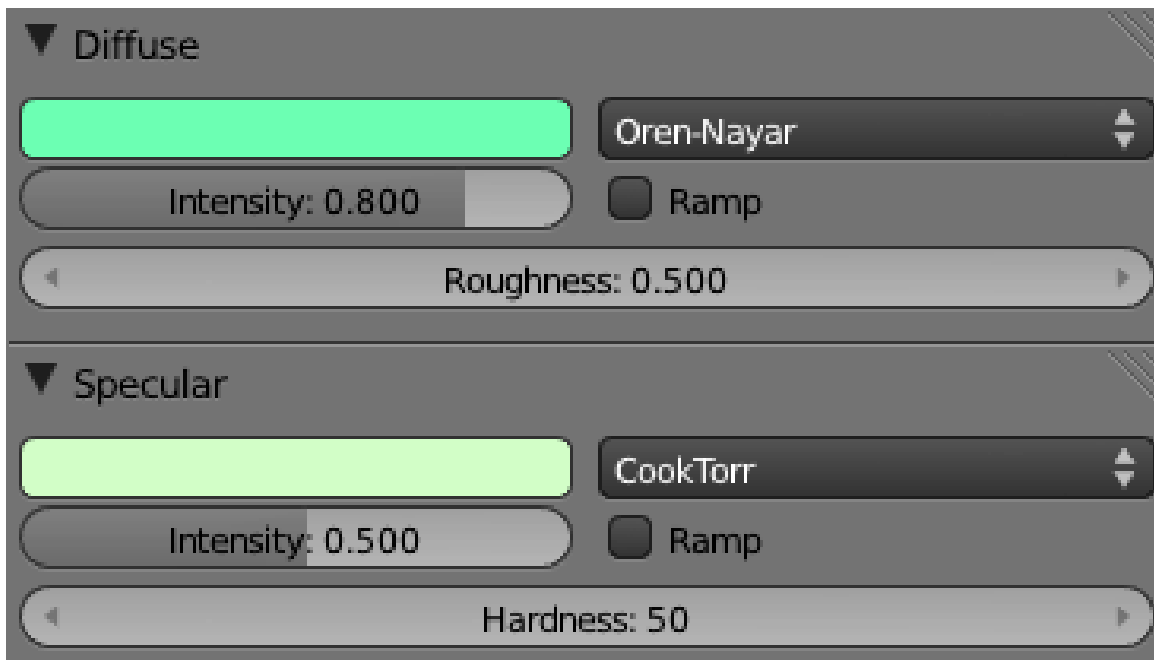 Diffuse
Oren-Nayar
Intensity: 0.800
Ramp
Roughness: 0.500
Specular
CookTorr
Intensity: 0.500
Ramp
Hardness: 50